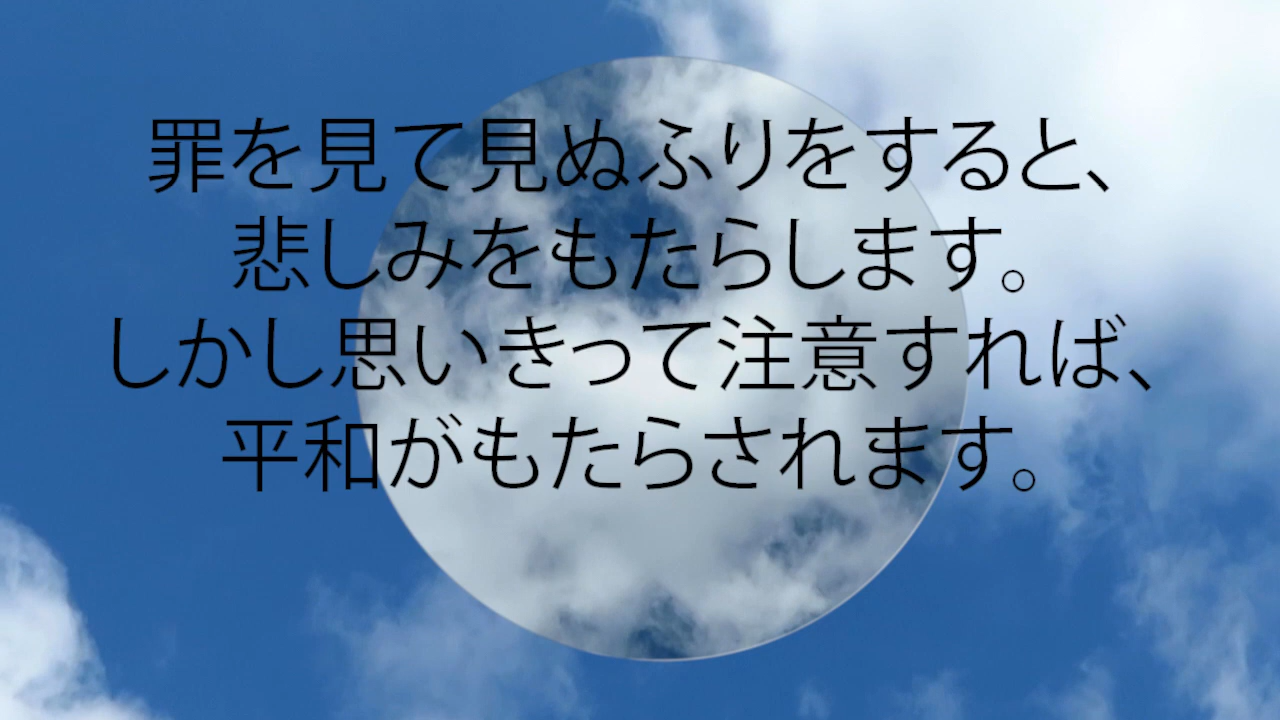 罪を見て見ぬふりをすると、
悲しみをもたらします。
しかし思いきって注意すれば、
平和がもたらされます。